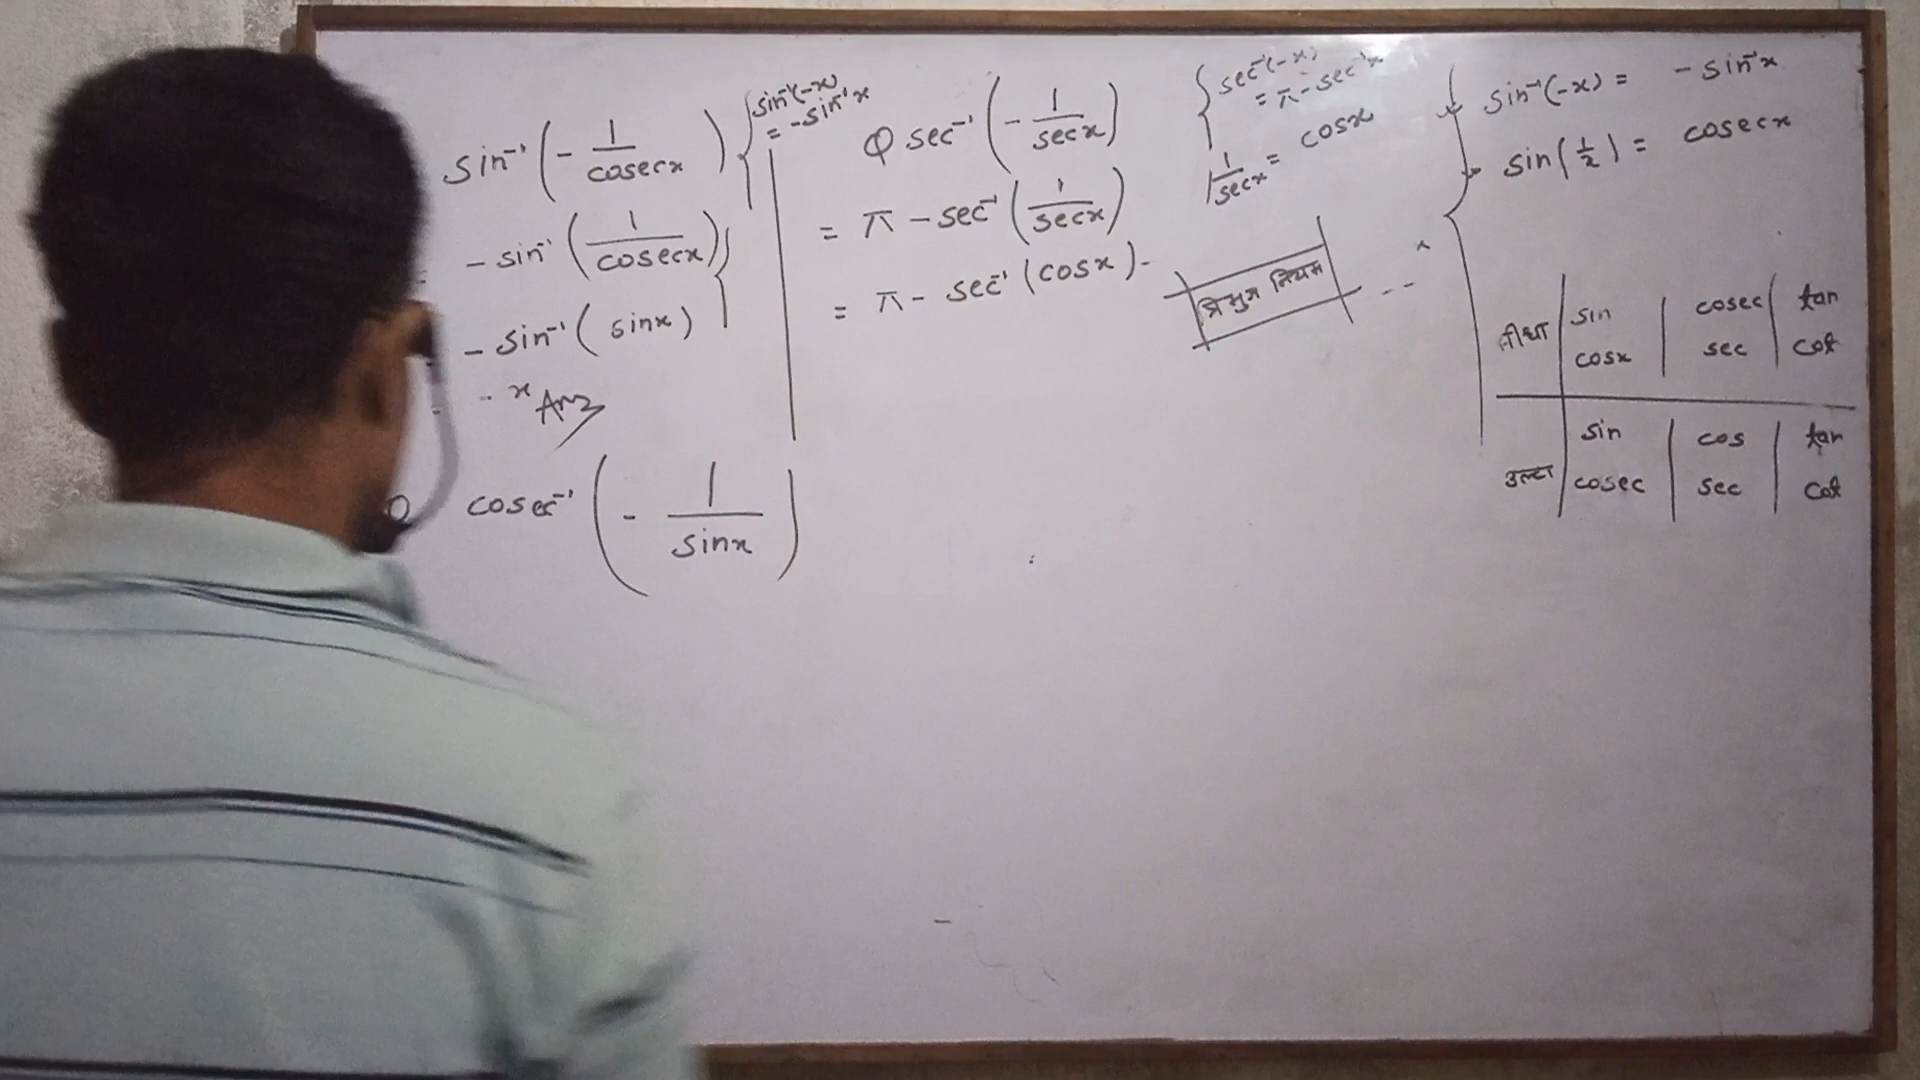 sin⁻¹(- 1/cosecx) { sin⁻¹(-x)
= -sin⁻¹x
= - sin⁻¹(1/cosecx) }
- sin⁻¹(sinx)
- x Ans
Q cosec⁻¹(- 1/sinx)
Q sec⁻¹(- 1/secx) { sec⁻¹(-x)
= π - sec⁻¹x
1/secx = cosx
= π - sec⁻¹(1/secx)
= π - sec⁻¹(cosx) -
त्रिभुज नियम
sin⁻¹(-x) = - sin⁻¹x
sin(1/x) = cosecx
सीधा | sin | cosec | tan
cosx | sec | cot
उल्टा | sin | cos | tan
cosec | sec | cot